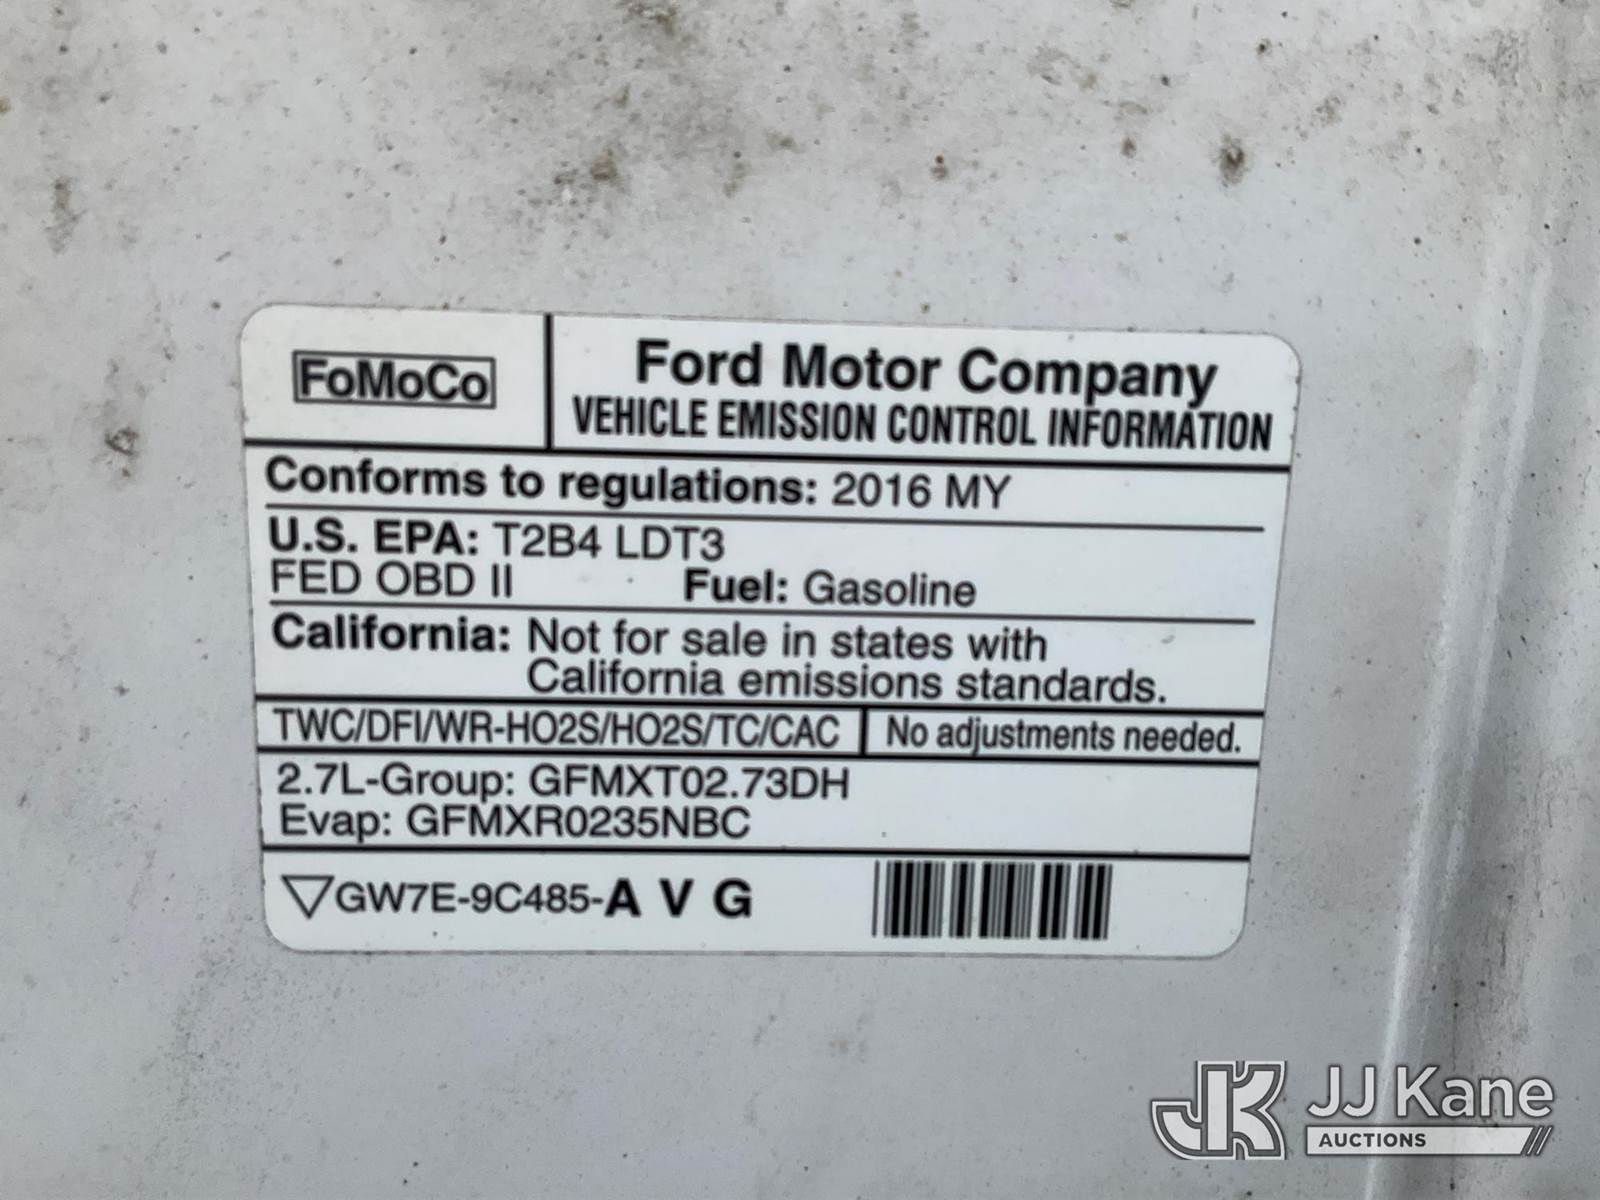 FoMoCo
Ford Motor Company
VEHICLE EMISSION CONTROL INFORMATION
Conforms to regulations: 2016 MY
U.S. EPA: T2B4 LDT3
FED OBD II Fuel: Gasoline
California: Not for sale in states with
California emissions standards.
TWC/DFI/WR-HO2S/HO2S/TC/CAC No adjustments needed.
2.7L-Group: GFMXT02.73DH
Evap: GFMXR0235NBC
▽GW7E-9C485-A V G
JK JJ Kane
AUCTIONS